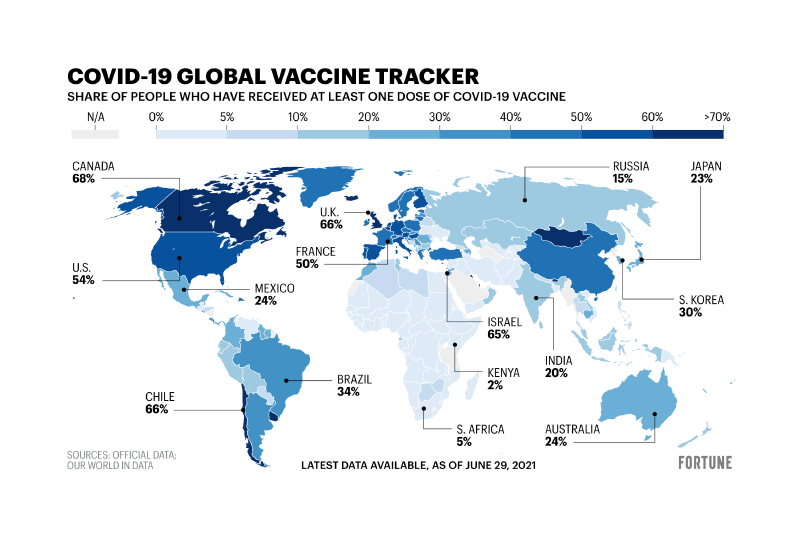 COVID-19 GLOBAL VACCINE TRACKER
SHARE OF PEOPLE WHO HAVE RECEIVED AT LEAST ONE DOSE OF COVID-19 VACCINE
N/A 0% 5% 10% 20% 30% 40% 50% 60% >70%
CANADA
68%
RUSSIA
15%
JAPAN
23%
U.K.
66%
FRANCE
50%
U.S.
54%
MEXICO
24%
S. KOREA
30%
ISRAEL
65%
INDIA
20%
KENYA
2%
BRAZIL
34%
CHILE
66%
S. AFRICA
5%
AUSTRALIA
24%
SOURCES: OFFICIAL DATA;
OUR WORLD IN DATA
LATEST DATA AVAILABLE, AS OF JUNE 29, 2021
FORTUNE